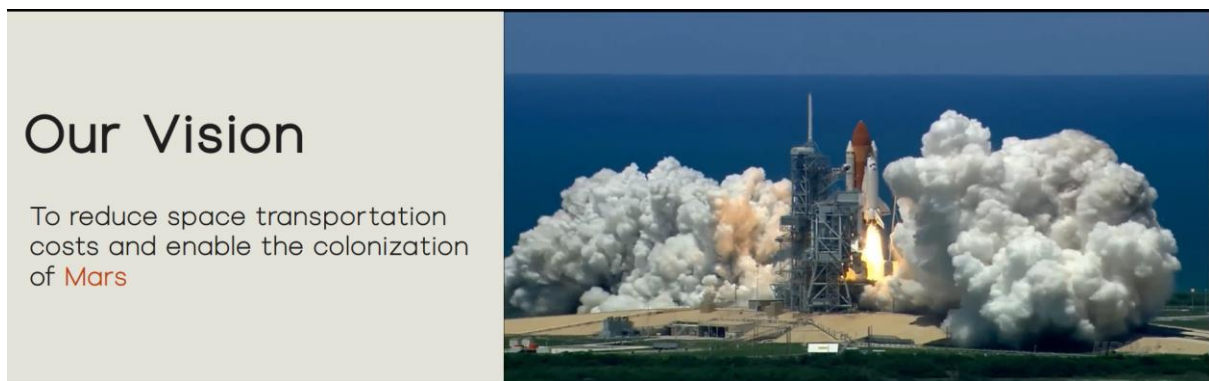 Our Vision
To reduce space transportation
costs and enable the colonization
of Mars